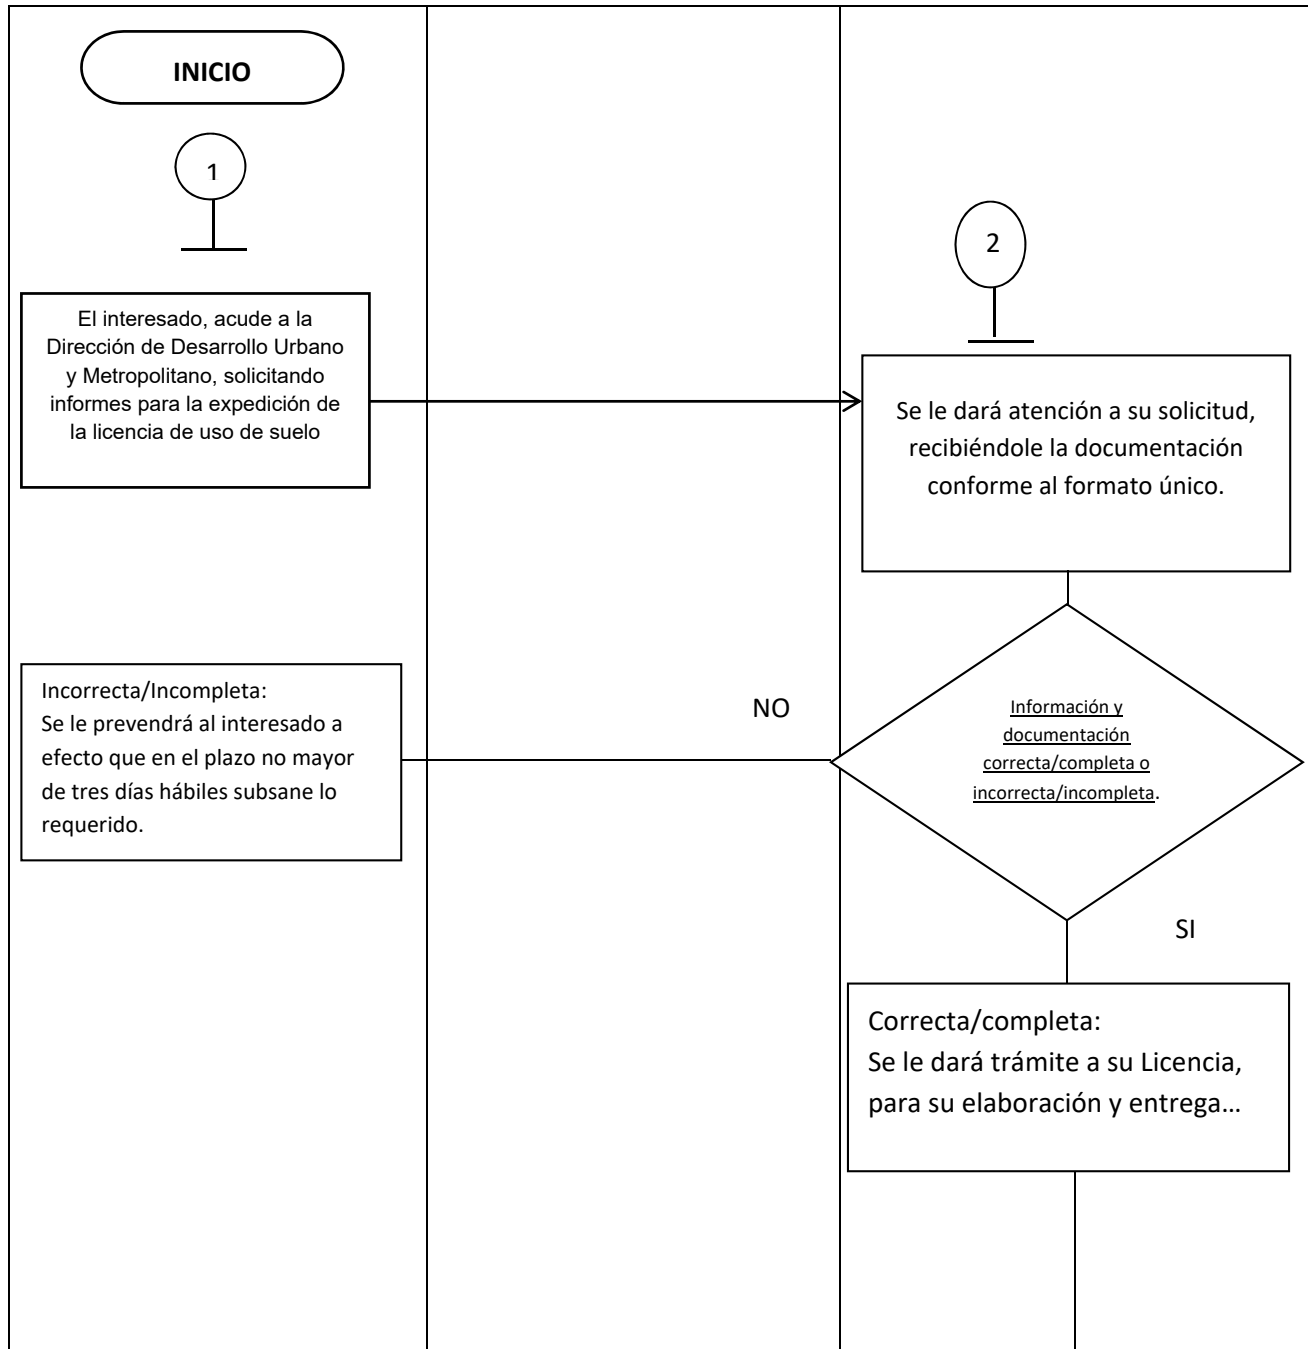 INICIO
1
2
El interesado, acude a la
Dirección de Desarrollo Urbano
y Metropolitano, solicitando
informes para la expedición de
la licencia de uso de suelo
Se le dará atención a su solicitud,
recibiéndole la documentación
conforme al formato único.
Incorrecta/Incompleta:
Se le prevendrá al interesado a
efecto que en el plazo no mayor
de tres días hábiles subsane lo
requerido.
NO
Información y
documentación
correcta/completa o
incorrecta/incompleta.
SI
Correcta/completa:
Se le dará trámite a su Licencia,
para su elaboración y entrega…